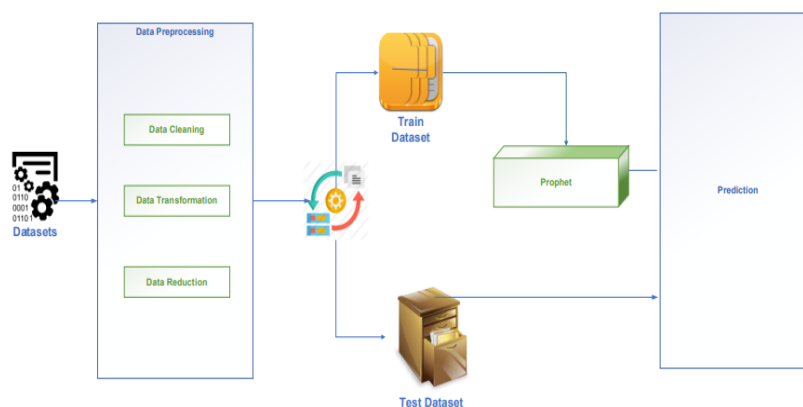 Data Preprocessing
Data Cleaning
Data Transformation
Data Reduction
01
0110
0001
01101
Datasets
Train
Dataset
Prophet
Test Dataset
Prediction